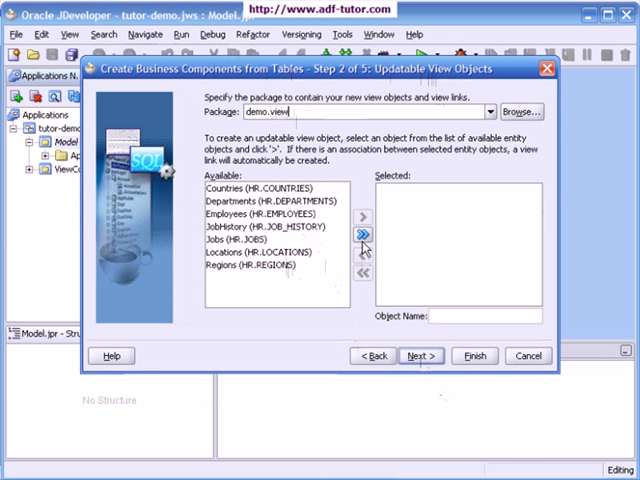 http://www.adf-tutor.com
Oracle JDeveloper - tutor-demo.jws : Model.jpr
File Edit View Search Navigate Run Debug Refactor Versioning Tools Window Help
Create Business Components from Tables - Step 2 of 5: Updatable View Objects
Applications N.
Applications
tutor-demo
Model
Ap
ViewCo
Specify the package to contain your new view objects and view links.
Package: demo.view Browse...
To create an updatable view object, select an object from the list of available entity
objects and click '>'. If there is an association between selected entity objects, a view
link will automatically be created.
Available: Selected:
Countries (HR.COUNTRIES)
Departments (HR.DEPARTMENTS)
Employees (HR.EMPLOYEES)
JobHistory (HR.JOB_HISTORY)
Jobs (HR.JOBS)
Locations (HR.LOCATIONS)
Regions (HR.REGIONS)
SQL
Object Name:
Model.jpr - Stru
Help < Back Next > Finish Cancel
No Structure
Editing